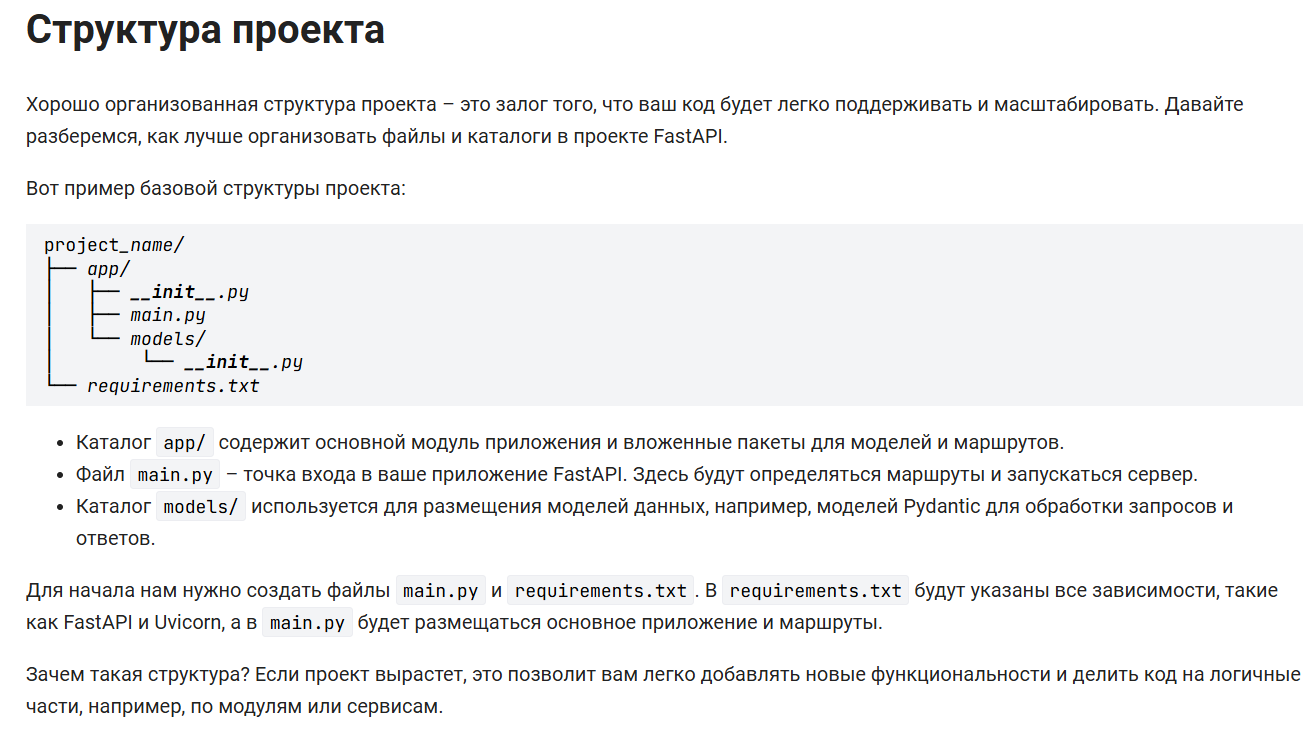 Структура проекта
Хорошо организованная структура проекта – это залог того, что ваш код будет легко поддерживать и масштабировать. Давайте
разберемся, как лучше организовать файлы и каталоги в проекте FastAPI.
Вот пример базовой структуры проекта:
project_name/
├── app/
│   ├── __init__.py
│   ├── main.py
│   └── models/
│        └── __init__.py
└── requirements.txt
• Каталог app/ содержит основной модуль приложения и вложенные пакеты для моделей и маршрутов.
• Файл main.py – точка входа в ваше приложение FastAPI. Здесь будут определяться маршруты и запускаться сервер.
• Каталог models/ используется для размещения моделей данных, например, моделей Pydantic для обработки запросов и
ответов.
Для начала нам нужно создать файлы main.py и requirements.txt. В requirements.txt будут указаны все зависимости, такие
как FastAPI и Uvicorn, а в main.py будет размещаться основное приложение и маршруты.
Зачем такая структура? Если проект вырастет, это позволит вам легко добавлять новые функциональности и делить код на логичные
части, например, по модулям или сервисам.